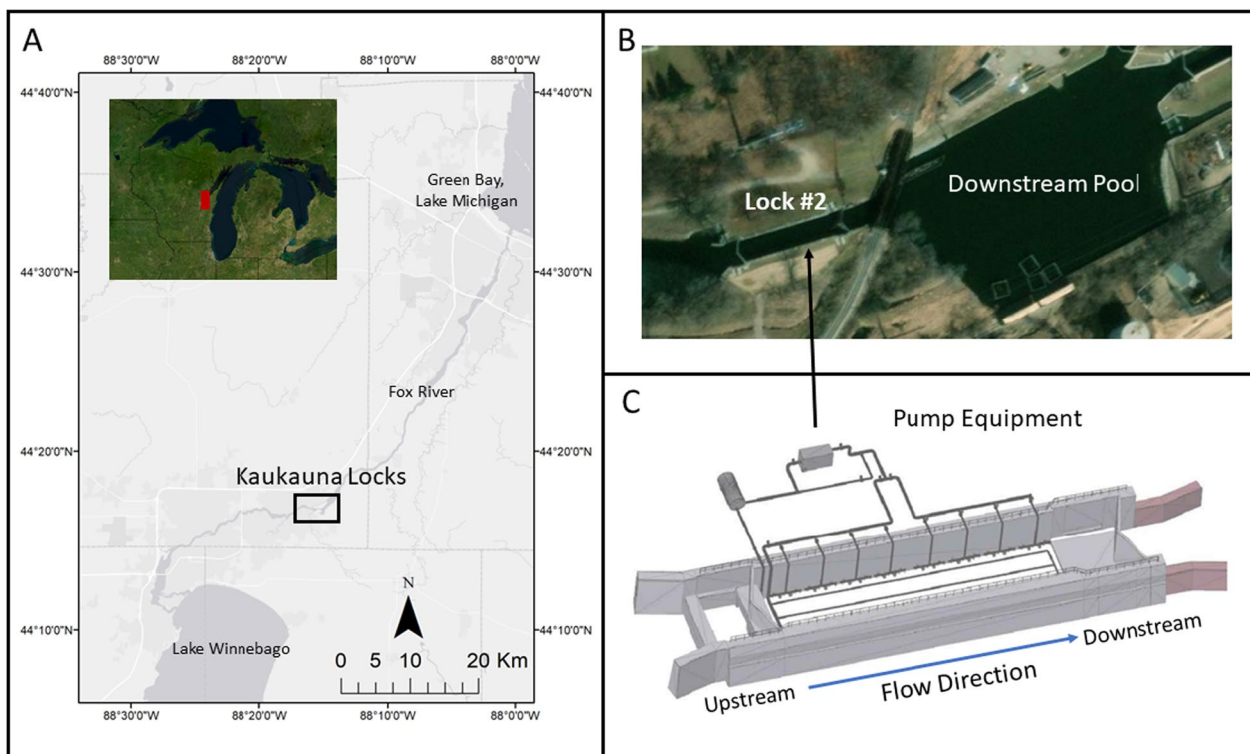 A
88°30'0"W 88°20'0"W 88°10'0"W 88°0'0"W
44°40'0"N 44°40'0"N
Green Bay,
Lake Michigan
44°30'0"N 44°30'0"N
Fox River
44°20'0"N 44°20'0"N
Kaukauna Locks
N
44°10'0"N 44°10'0"N
Lake Winnebago
0 5 10 20 Km
88°30'0"W 88°20'0"W 88°10'0"W 88°0'0"W
B
Lock #2
Downstream Pool
C
Pump Equipment
Downstream
Flow Direction
Upstream